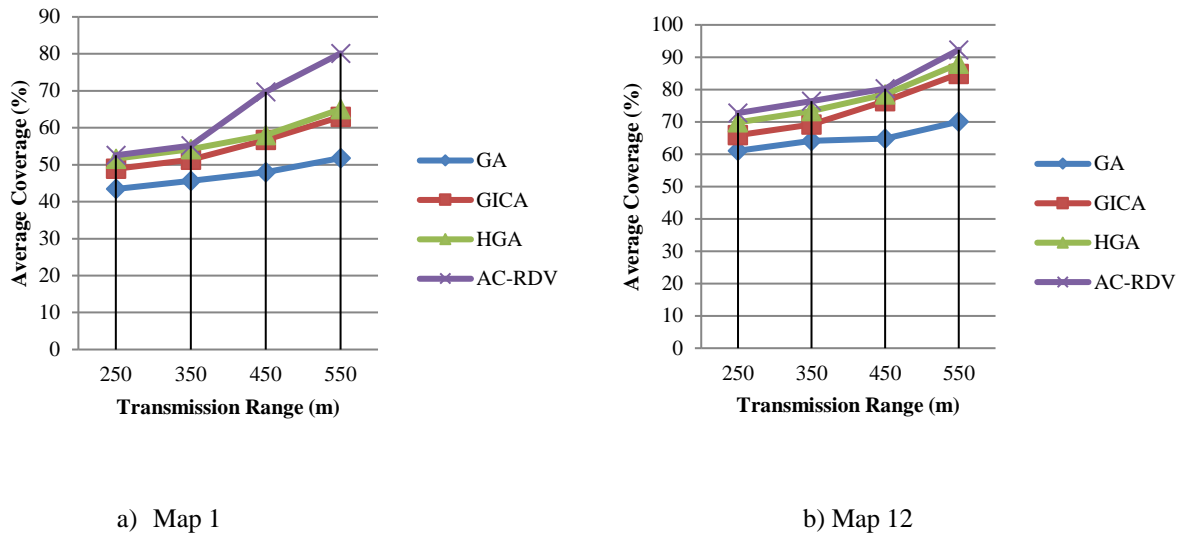 90
80
70
60
50
40
30
20
10
0
Average Coverage (%)
250 350 450 550
Transmission Range (m)
GA
GICA
HGA
AC-RDV
a) Map 1
100
90
80
70
60
50
40
30
20
10
0
Average Coverage (%)
250 350 450 550
Transmission Range (m)
GA
GICA
HGA
AC-RDV
b) Map 12